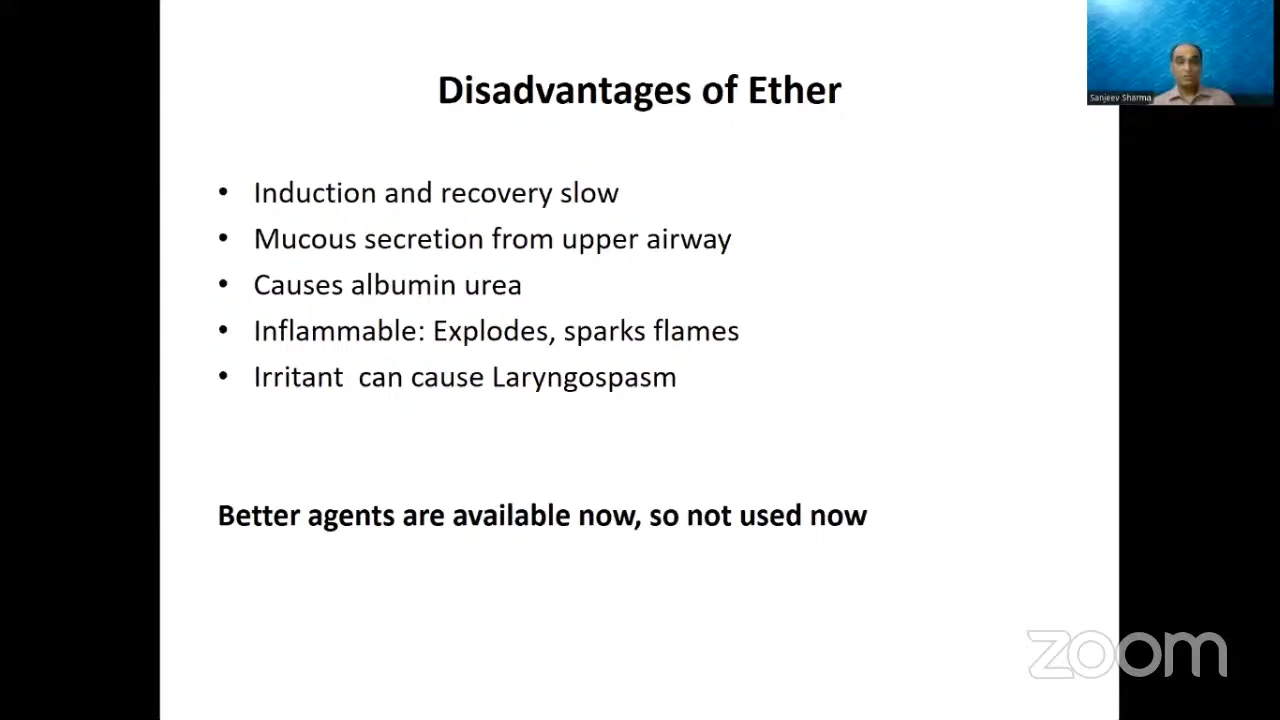 Disadvantages of Ether
Sanjeev Sharma
• Induction and recovery slow
• Mucous secretion from upper airway
• Causes albumin urea
• Inflammable: Explodes, sparks flames
• Irritant  can cause Laryngospasm
Better agents are available now, so not used now
zoom